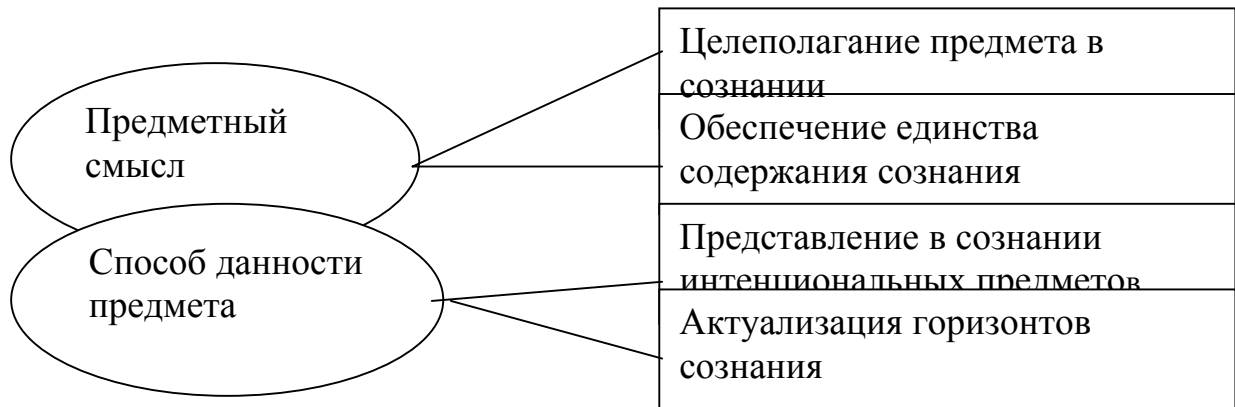 Предметный
смысл
Способ данности
предмета
Целеполагание предмета в
сознании
Обеспечение единства
содержания сознания
Представление в сознании
интенциональных предметов
Актуализация горизонтов
сознания